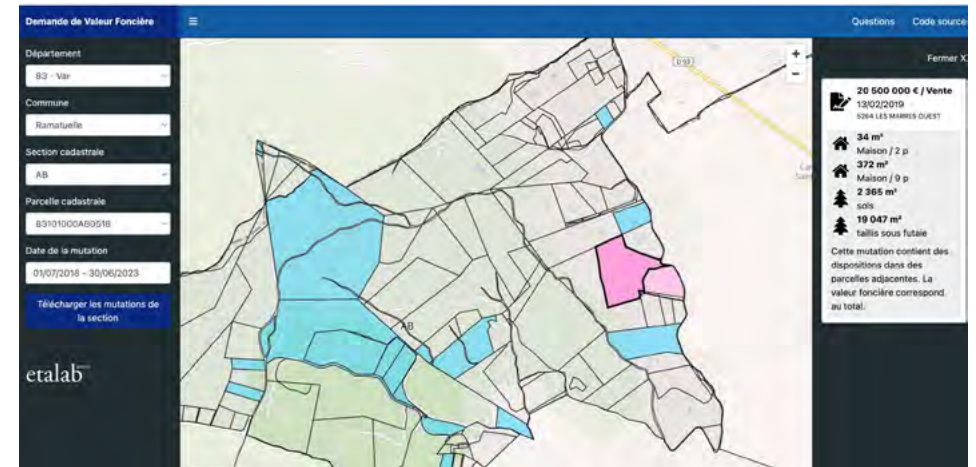 Demande de Valeur Foncière
☰
Questions Code source
Département
83 - Var
Commune
Ramatuelle
Section cadastrale
AB
Parcelle cadastrale
83101000AB0516
Date de la mutation
01/07/2018 – 30/06/2023
Télécharger les mutations de
la section
etalab
D 93
+
−
AB
Fermer X
20 500 000 € / Vente
13/02/2019
5264 LES MARRES OUEST
34 m²
Maison / 2 p
372 m²
Maison / 9 p
2 365 m²
sols
19 047 m²
taillis sous futaie
Cette mutation contient des
dispositions dans des
parcelles adjacentes. La
valeur foncière correspond
au total.